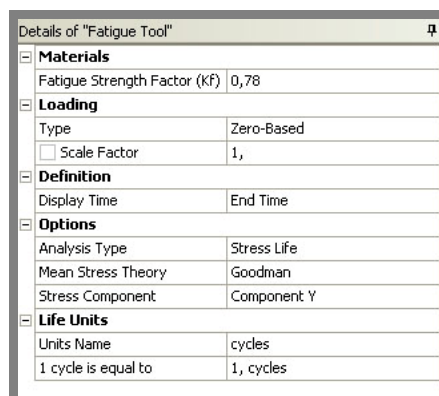 Details of "Fatigue Tool"
Materials
Fatigue Strength Factor (Kf) 0,78
Loading
Type Zero-Based
Scale Factor 1,
Definition
Display Time End Time
Options
Analysis Type Stress Life
Mean Stress Theory Goodman
Stress Component Component Y
Life Units
Units Name cycles
1 cycle is equal to 1, cycles